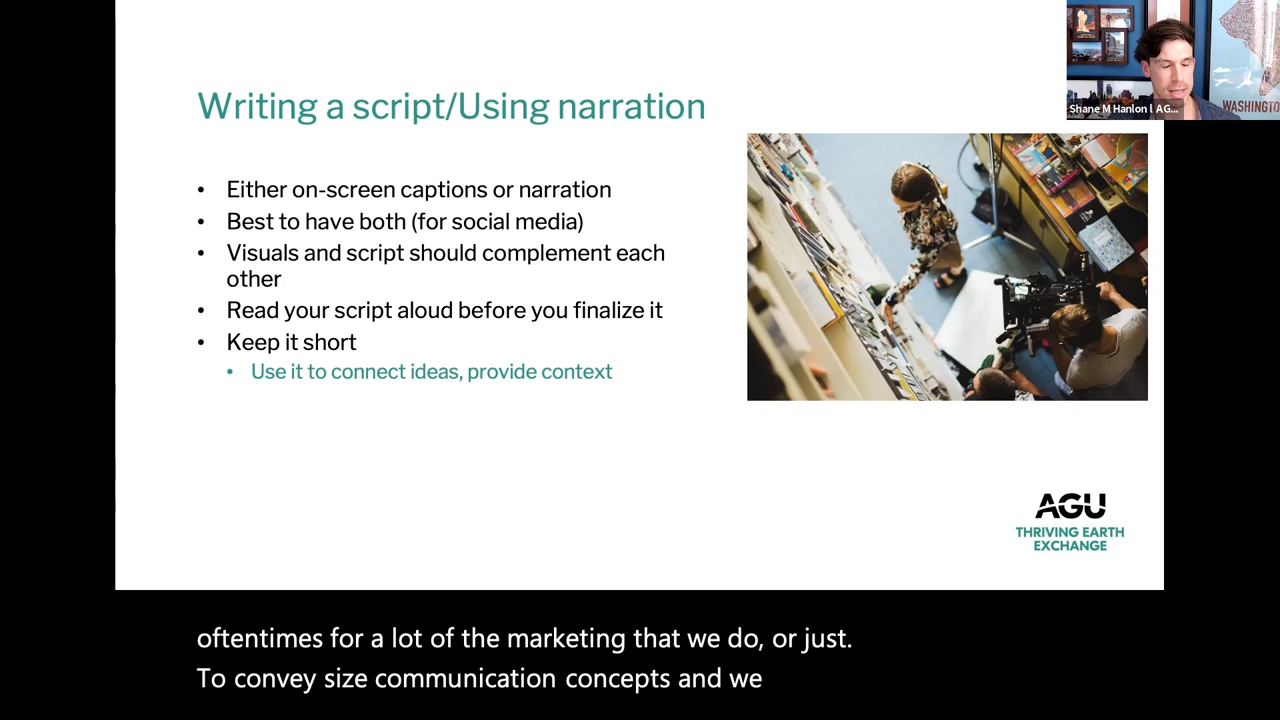 Writing a script/Using narration
• Either on-screen captions or narration
• Best to have both (for social media)
• Visuals and script should complement each
other
• Read your script aloud before you finalize it
• Keep it short
• Use it to connect ideas, provide context
Shane M Hanlon | AG...
WASHINGTO
AGU
THRIVING EARTH
EXCHANGE
oftentimes for a lot of the marketing that we do, or just.
To convey size communication concepts and we